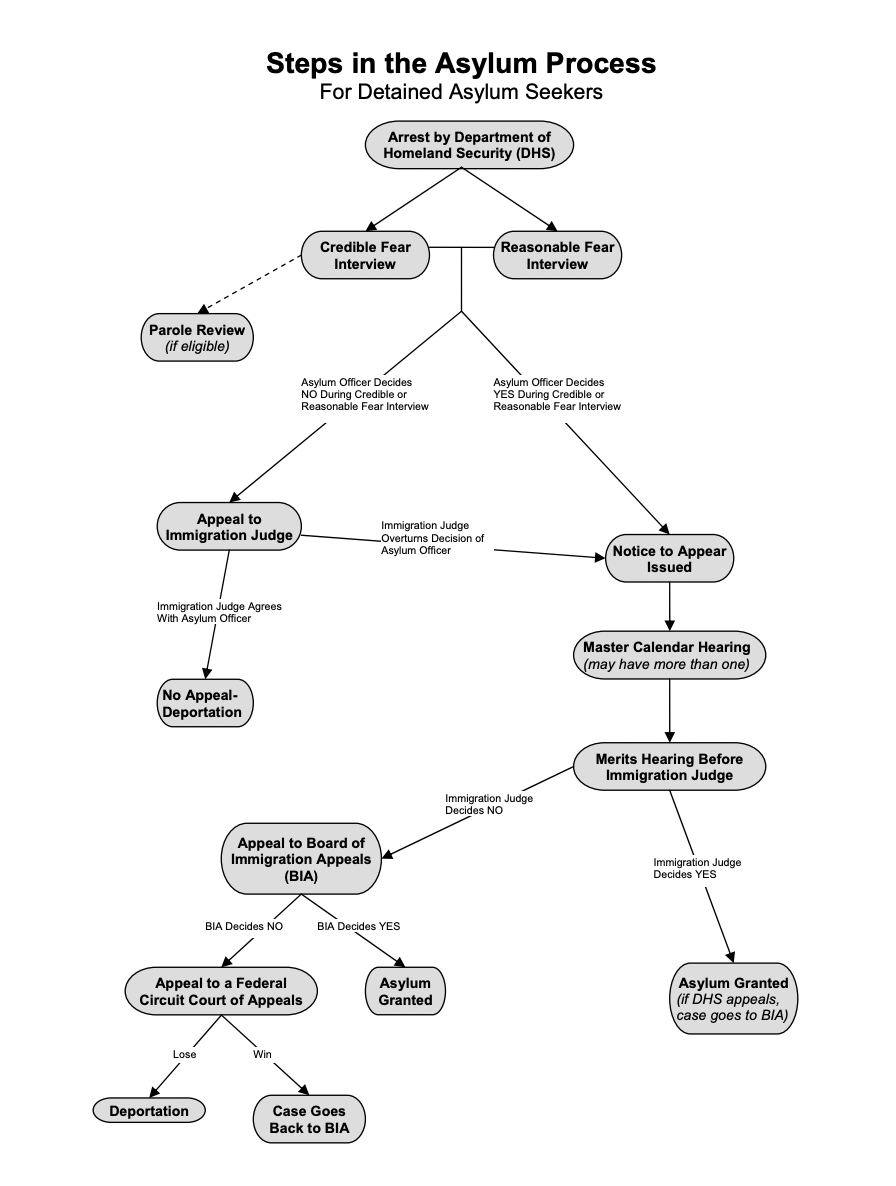 Steps in the Asylum Process
For Detained Asylum Seekers
Arrest by Department of
Homeland Security (DHS)
Credible Fear
Interview
Reasonable Fear
Interview
Parole Review
(if eligible)
Asylum Officer Decides
NO During Credible or
Reasonable Fear Interview
Asylum Officer Decides
YES During Credible or
Reasonable Fear Interview
Appeal to
Immigration Judge
Immigration Judge
Overturns Decision of
Asylum Officer
Notice to Appear
Issued
Immigration Judge Agrees
With Asylum Officer
Master Calendar Hearing
(may have more than one)
No Appeal-
Deportation
Merits Hearing Before
Immigration Judge
Immigration Judge
Decides NO
Appeal to Board of
Immigration Appeals
(BIA)
Immigration Judge
Decides YES
BIA Decides NO
BIA Decides YES
Appeal to a Federal
Circuit Court of Appeals
Asylum
Granted
Asylum Granted
(if DHS appeals,
case goes to BIA)
Lose
Win
Deportation
Case Goes
Back to BIA